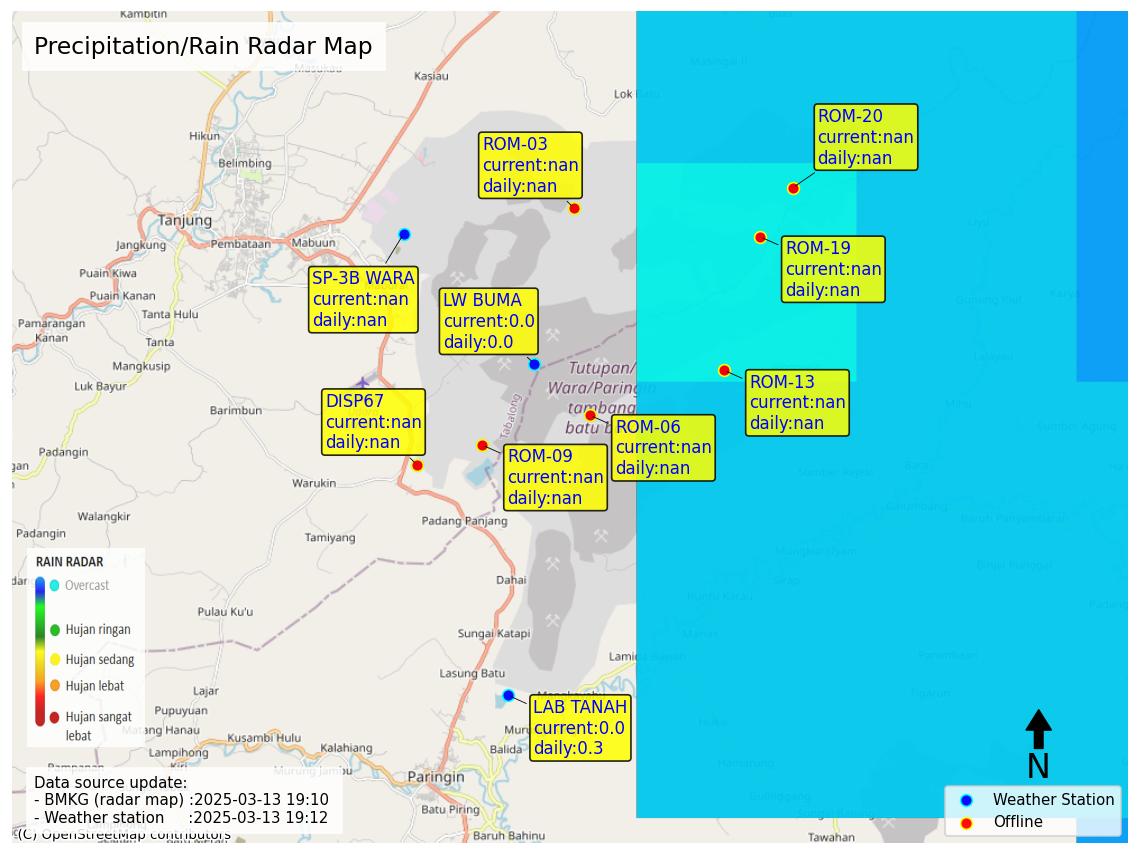 Kambitin
Precipitation/Rain Radar Map
Masukau
Kasiau
Masingai II
Lok Batu
Hikun
Belimbing
ROM-03
current:nan
daily:nan
ROM-20
current:nan
daily:nan
Tanjung
Jangkung
Pembataan
Mabuun
ROM-19
current:nan
daily:nan
Puain Kiwa
Puain Kanan
SP-3B WARA
current:nan
daily:nan
LW BUMA
current:0.0
daily:0.0
Tanta Hulu
Pamarangan
Kanan
Tanta
Mangkusip
Luk Bayur
Tutupan/
Wara/Paringin
tambang
batu b
Tabalong
ROM-13
current:nan
daily:nan
DISP67
current:nan
daily:nan
Barimbun
ROM-06
current:nan
daily:nan
ROM-09
current:nan
daily:nan
Padangin
Warukin
Walangkir
Padangin
Padang Panjang
Tamiyang
RAIN RADAR
Overcast
Hujan ringan
Hujan sedang
Hujan lebat
Hujan sangat
lebat
Dahai
Pulau Ku'u
Sungai Katapi
Lasung Batu
Lajar
Pupuyuan
Matang Hanau
Lampihong
Kusambi Hulu
Kalahiang
Murung Jambu
LAB TANAH
current:0.0
daily:0.3
Balida
Paringin
Batu Piring
Baruh Bahinu
Tawahan
N
Data source update:
- BMKG (radar map) :2025-03-13 19:10
- Weather station :2025-03-13 19:12
(C) OpenStreetMap contributors
Weather Station
Offline